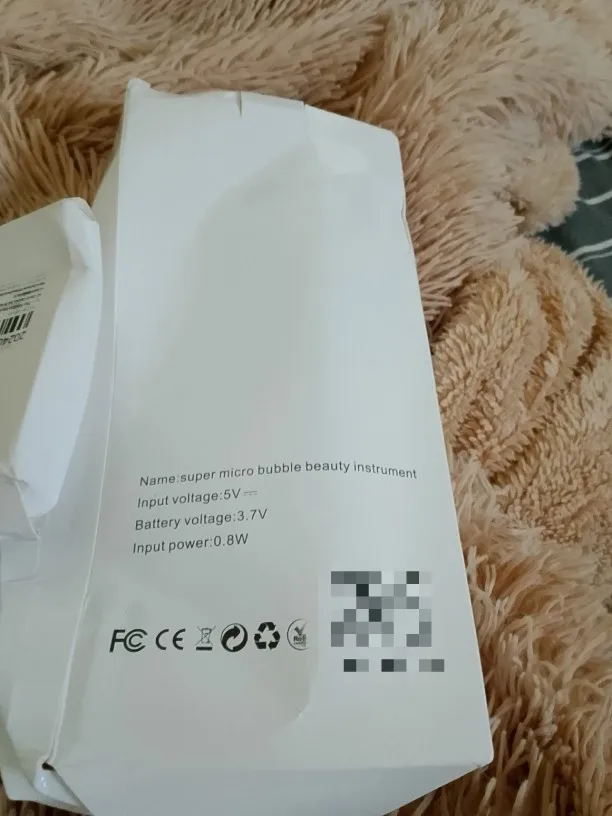 Name:super micro bubble beauty instrument
Input voltage:5V⎓
Battery voltage:3.7V
Input power:0.8W
FC CE